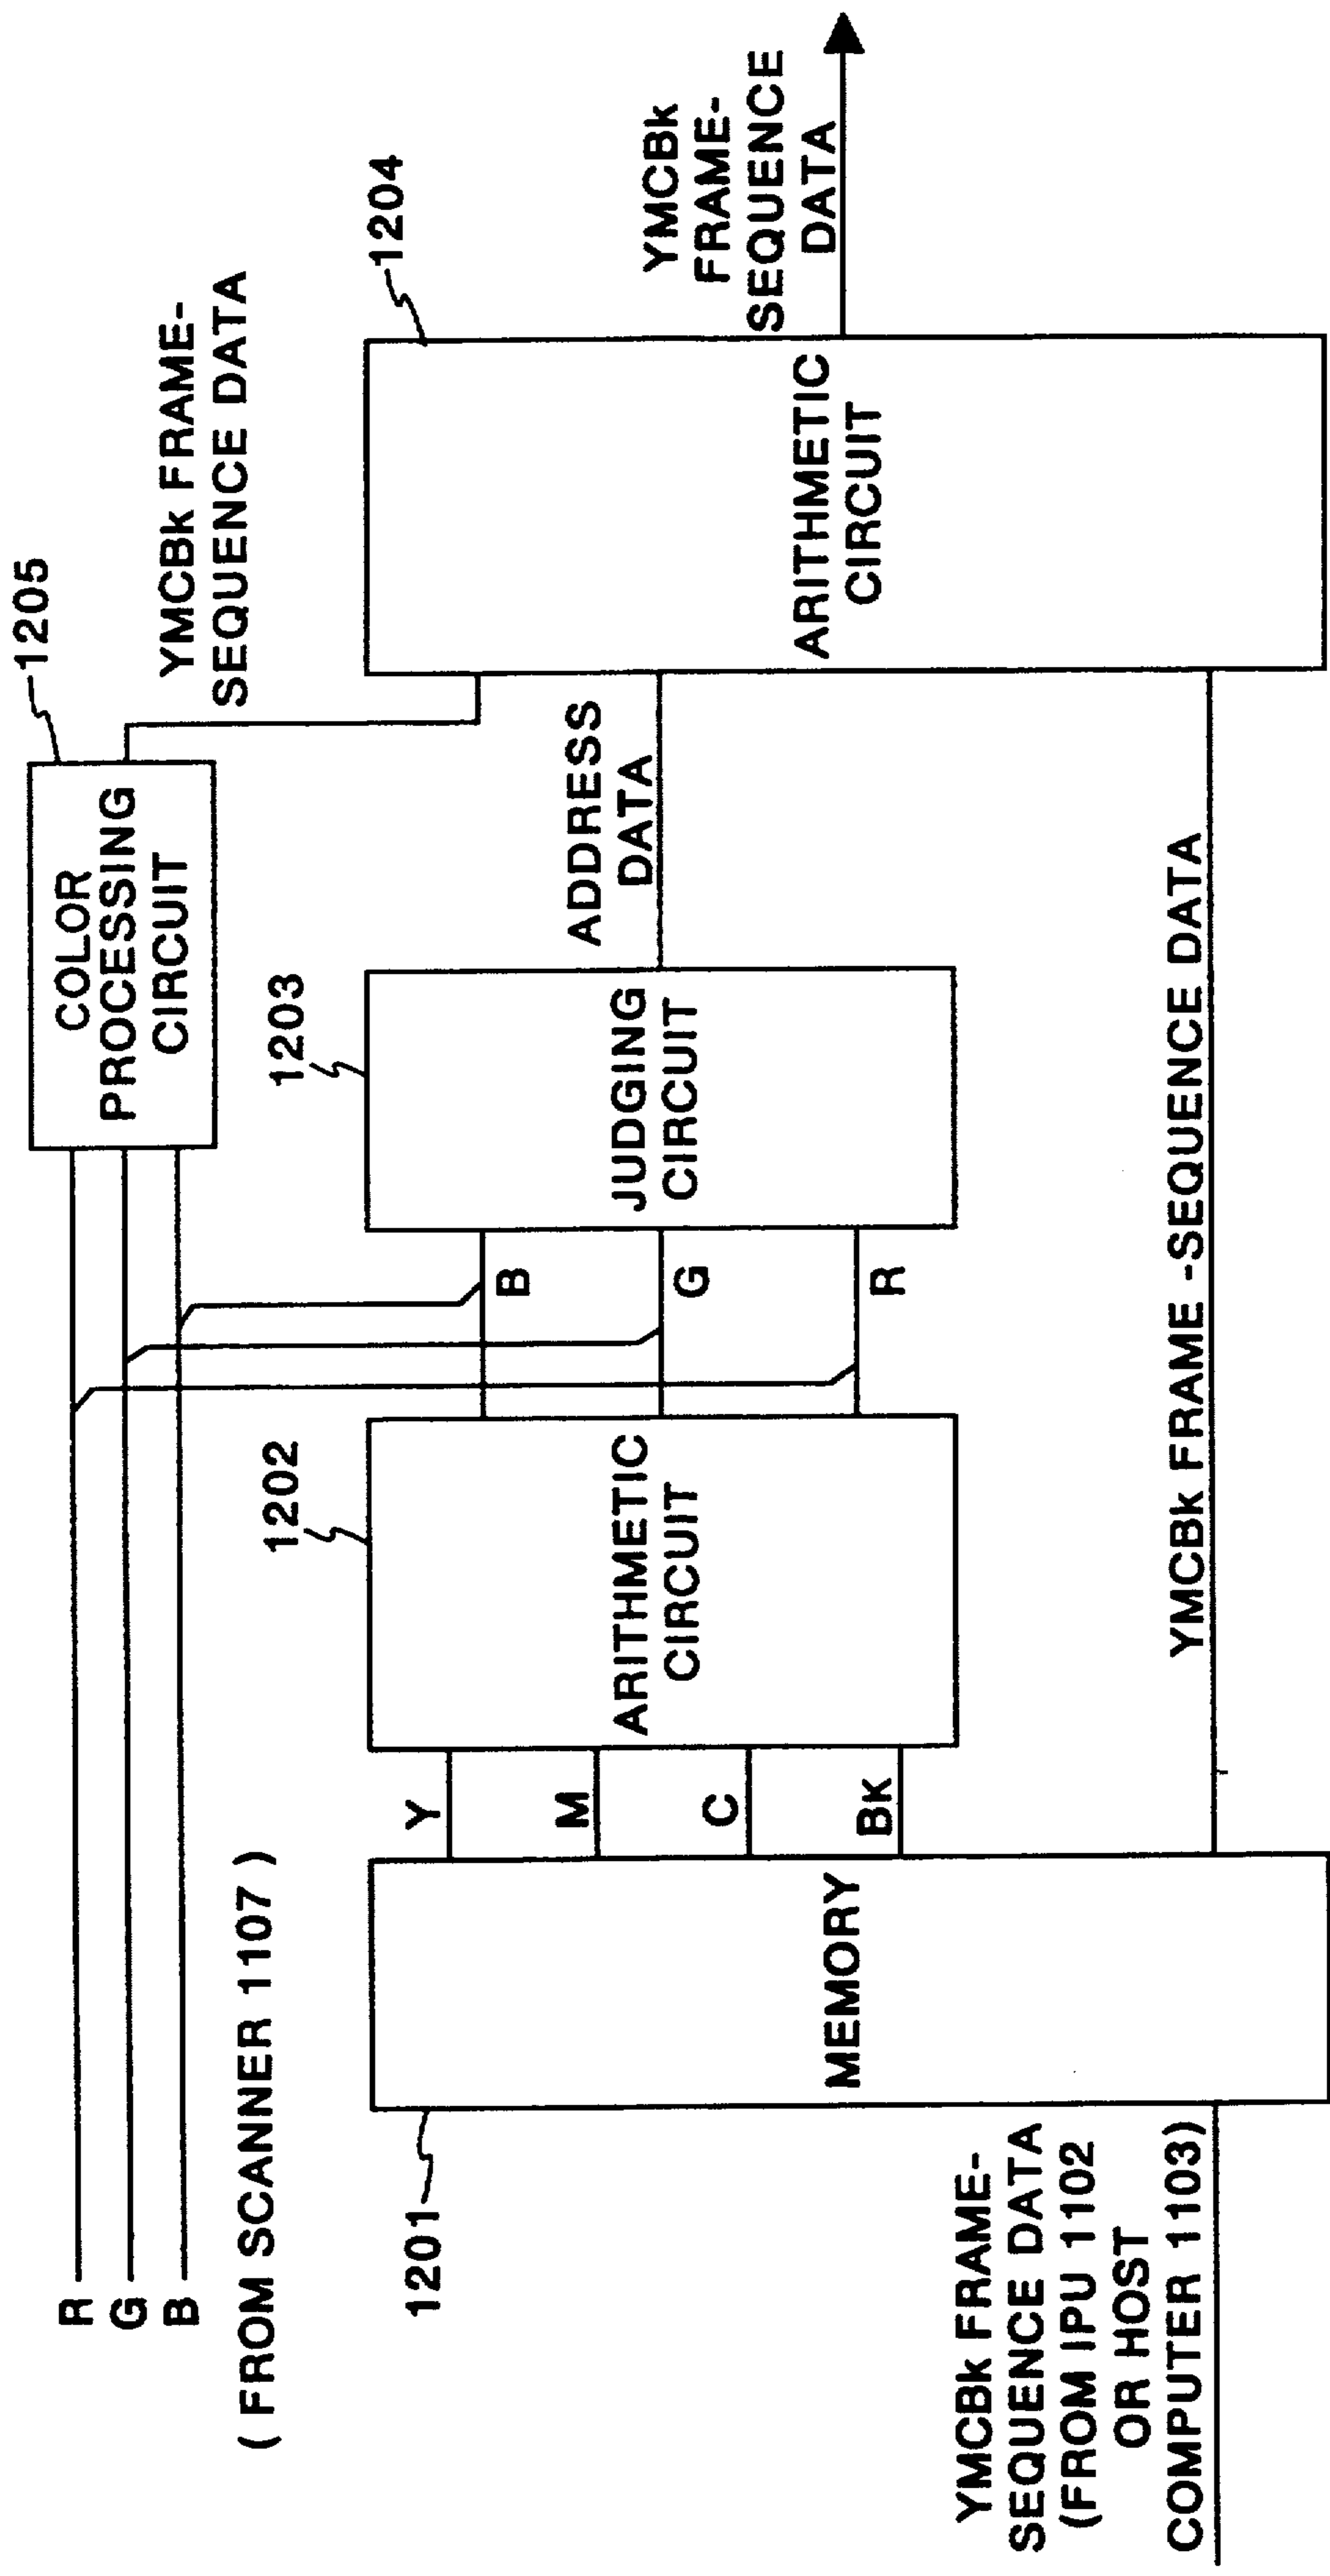 R
G
B
( FROM SCANNER 1107 )
1205
COLOR
PROCESSING
CIRCUIT
YMCBk FRAME-
SEQUENCE DATA
1201
MEMORY
YMCBk FRAME-
SEQUENCE DATA
(FROM IPU 1102
OR HOST
COMPUTER 1103)
Y
M
C
BK
1202
ARITHMETIC
CIRCUIT
B
G
R
1203
JUDGING
CIRCUIT
ADDRESS
DATA
YMCBk FRAME -SEQUENCE DATA
1204
ARITHMETIC
CIRCUIT
YMCBk
FRAME-
SEQUENCE
DATA